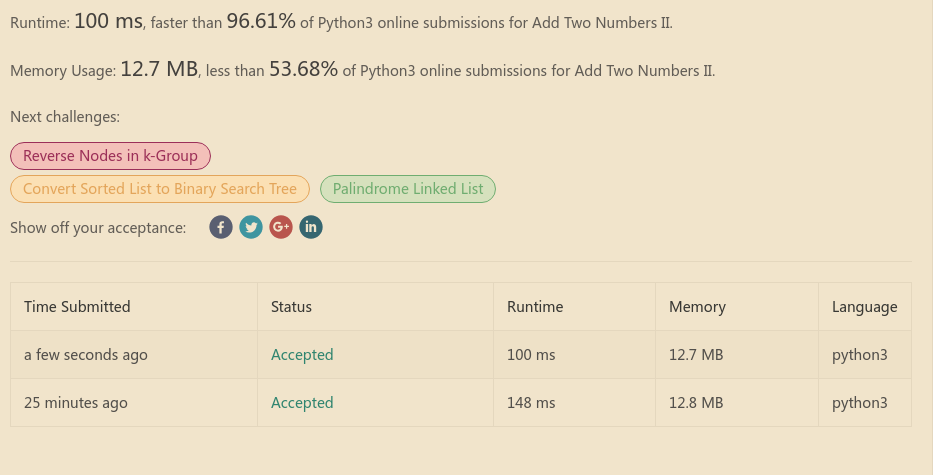 Runtime: 100 ms, faster than 96.61% of Python3 online submissions for Add Two Numbers II.
Memory Usage: 12.7 MB, less than 53.68% of Python3 online submissions for Add Two Numbers II.
Next challenges:
Reverse Nodes in k-Group
Convert Sorted List to Binary Search Tree Palindrome Linked List
Show off your acceptance: f G+ in
Time Submitted Status Runtime Memory Language
a few seconds ago Accepted 100 ms 12.7 MB python3
25 minutes ago Accepted 148 ms 12.8 MB python3